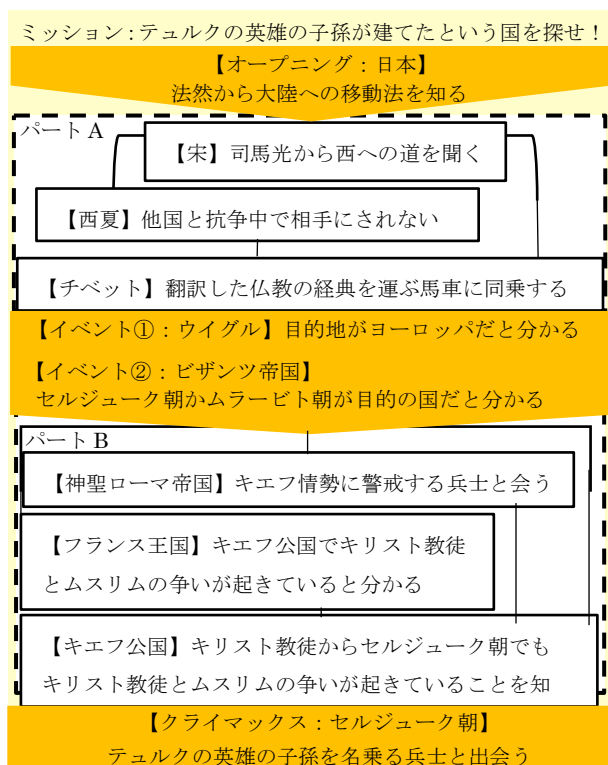 ミッション:テュルクの英雄の子孫が建てたという国を探せ!
【オープニング:日本】
法然から大陸への移動法を知る
パート A
【宋】司馬光から西への道を聞く
【西夏】他国と抗争中で相手にされない
【チベット】翻訳した仏教の経典を運ぶ馬車に同乗する
【イベント①:ウイグル】目的地がヨーロッパだと分かる
【イベント②:ビザンツ帝国】
セルジューク朝かムラービト朝が目的の国だと分かる
パート B
【神聖ローマ帝国】キエフ情勢に警戒する兵士と会う
【フランス王国】キエフ公国でキリスト教徒
とムスリムの争いが起きていると分かる
【キエフ公国】キリスト教徒からセルジューク朝でも
キリスト教徒とムスリムの争いが起きていることを知
【クライマックス:セルジューク朝】
テュルクの英雄の子孫を名乗る兵士と出会う